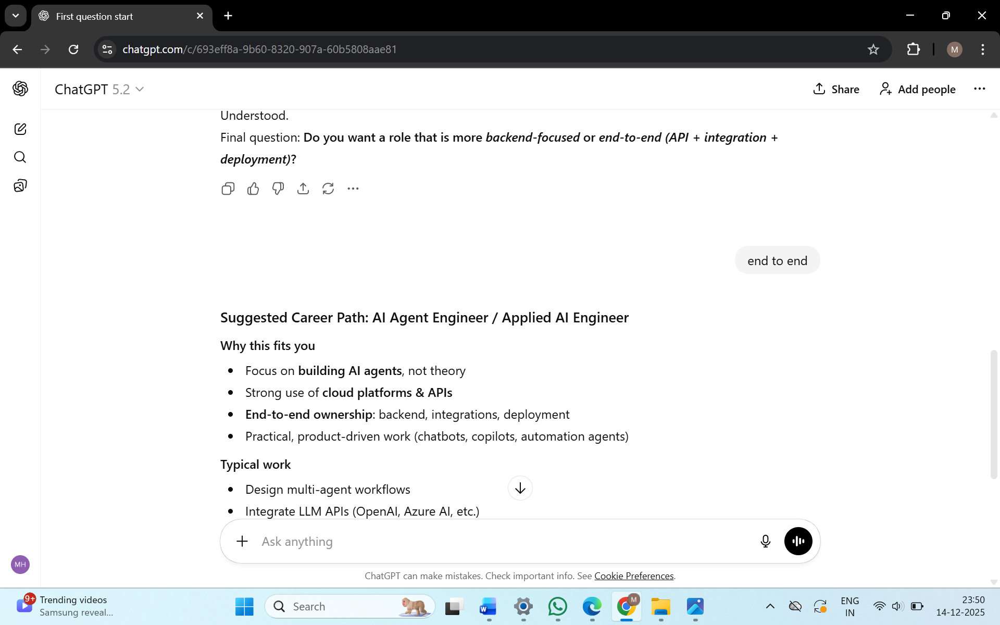 First question start
chatgpt.com/c/693eff8a-9b60-8320-907a-60b5808aae81
M
ChatGPT 5.2
Share
Add people
Understood.
Final question: Do you want a role that is more backend-focused or end-to-end (API + integration +
deployment)?
end to end
Suggested Career Path: AI Agent Engineer / Applied AI Engineer
Why this fits you
• Focus on building AI agents, not theory
• Strong use of cloud platforms & APIs
• End-to-end ownership: backend, integrations, deployment
• Practical, product-driven work (chatbots, copilots, automation agents)
Typical work
• Design multi-agent workflows
• Integrate LLM APIs (OpenAI, Azure AI, etc.)
Ask anything
MH
ChatGPT can make mistakes. Check important info. See Cookie Preferences.
9+
Trending videos
Samsung reveal...
Search
W
M
ENG
IN
23:50
14-12-2025